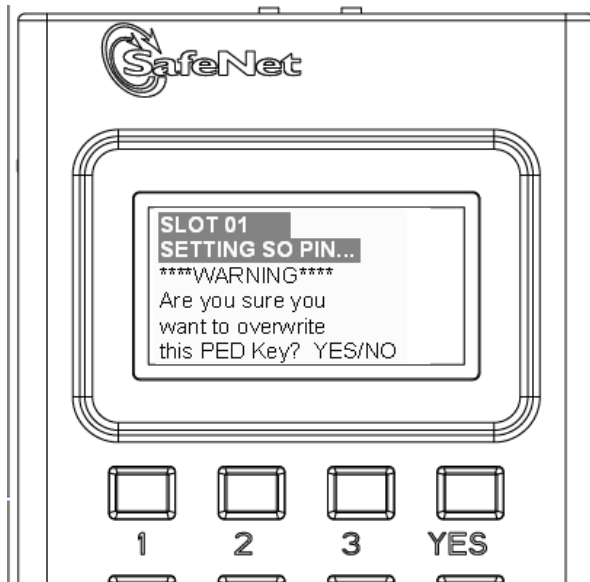 SafeNet
SLOT 01
SETTING SO PIN...
****WARNING****
Are you sure you
want to overwrite
this PED Key? YES/NO
1 2 3 YES